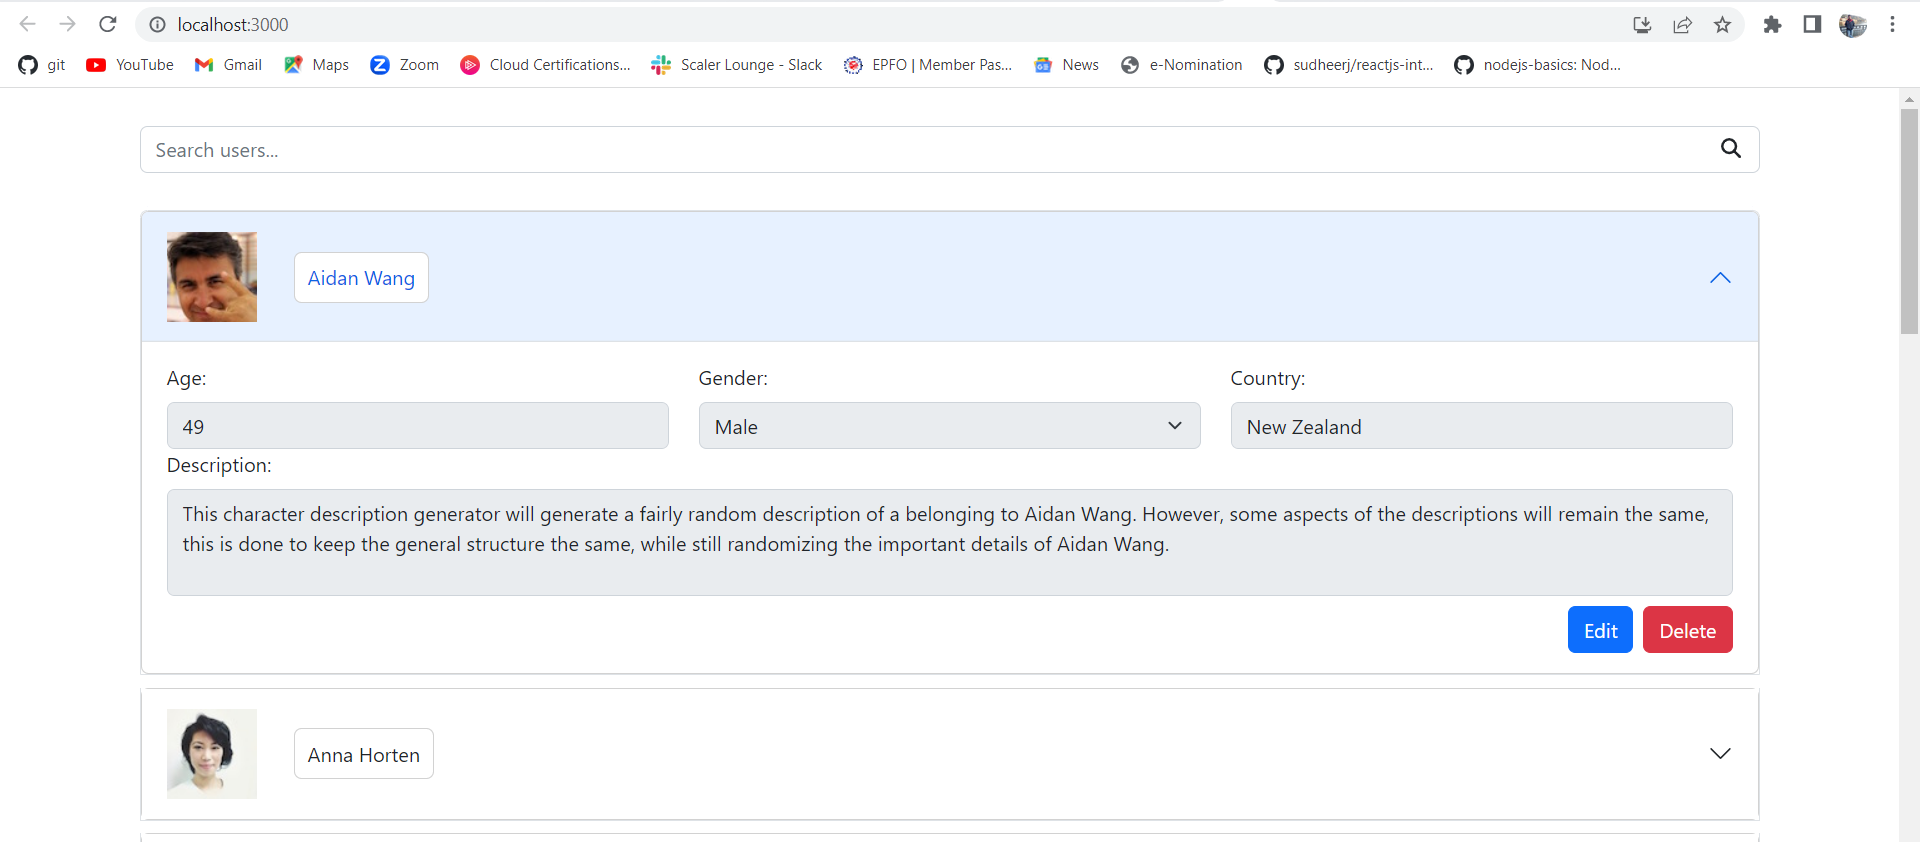 localhost:3000
git YouTube Gmail Maps Zoom Cloud Certifications... Scaler Lounge - Slack EPFO | Member Pas... News e-Nomination sudheerj/reactjs-int... nodejs-basics: Nod...
Search users...
Aidan Wang
Age: Gender: Country:
49 Male New Zealand
Description:
This character description generator will generate a fairly random description of a belonging to Aidan Wang. However, some aspects of the descriptions will remain the same,
this is done to keep the general structure the same, while still randomizing the important details of Aidan Wang.
Edit Delete
Anna Horten